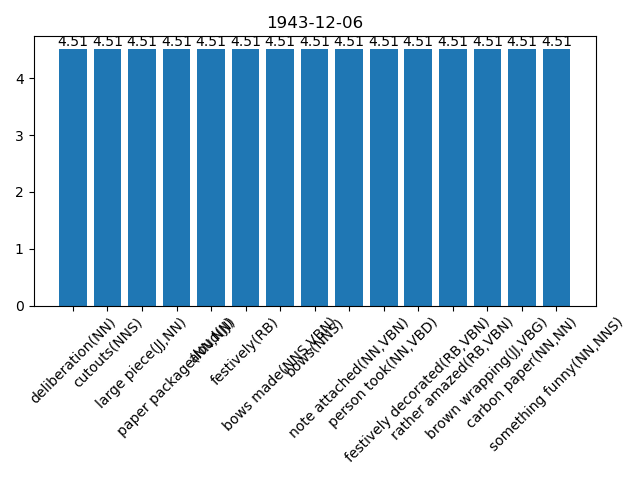 1943-12-06
4.51 4.51 4.51 4.51 4.51 4.51 4.51 4.51 4.51 4.51 4.51 4.51 4.51 4.51 4.51
4
3
2
1
0
deliberation(NN)
cutouts(NNS)
large piece(JJ,NN)
paper package(NN,NN)
festively(RB)
bows made(NNS,VBN)
bows(NNS)
note attached(NN,VBN)
person took(NN,VBD)
festively decorated(RB,VBN)
rather amazed(RB,VBN)
brown wrapping(JJ,VBG)
carbon paper(NN,NN)
something funny(NN,NNS)